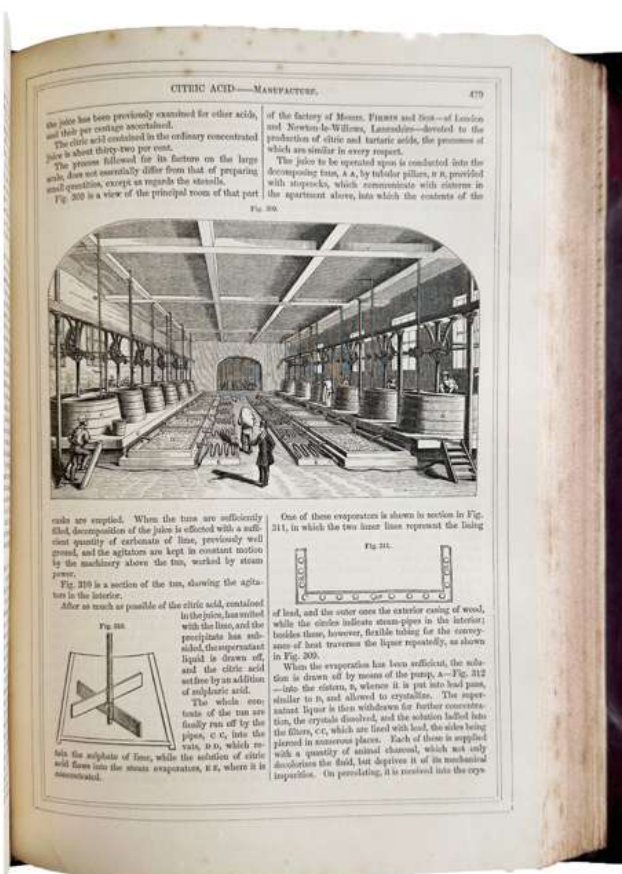 CITRIC ACID—MANUFACTURE.
479
the juice has been previously examined for other acids,
and their per centage ascertained.
The citric acid contained in the ordinary concentrated
juice is about thirty-two per cent.
The process followed for its facture on the large
scale, does not essentially differ from that of preparing
small quantities, except as regards the utensils.
Fig. 309 is a view of the principal room of that part
of the factory of Messrs. FIRMIN and SON—of London
and Newton-le-Willows, Lancashire—devoted to the
production of citric and tartaric acids, the processes of
which are similar in every respect.
The juice to be operated upon is conducted into the
decomposing tuns, A A, by tubular pillars, B B, provided
with stopcocks, which communicate with cisterns in
the apartment above, into which the contents of the
Fig. 309.
casks are emptied. When the tuns are sufficiently
filled, decomposition of the juice is effected with a suffi-
cient quantity of carbonate of lime, previously well
ground, and the agitators are kept in constant motion
by the machinery above the tun, worked by steam
power.
Fig. 310 is a section of the tun, showing the agita-
tors in the interior.
After as much as possible of the citric acid, contained
in the juice, has united
with the lime, and the
precipitate has sub-
sided, the supernatant
liquid is drawn off,
and the citric acid
set free by an addition
of sulphuric acid.
The whole con-
tents of the tun are
finally run off by the
pipes, C C, into the
vats, D D, which re-
Fig. 310.
tain the sulphate of lime, while the solution of citric
acid flows into the steam evaporators, E E, where it is
concentrated.
One of these evaporators is shown in section in Fig.
311, in which the two inner lines represent the lining
Fig. 311.
of lead, and the outer ones the exterior casing of wood,
while the circles indicate steam-pipes in the interior;
besides these, however, flexible tubing for the convey-
ance of heat traverses the liquor repeatedly, as shown
in Fig. 309.
When the evaporation has been sufficient, the solu-
tion is drawn off by means of the pump, A—Fig. 312
—into the cistern, B, whence it is put into lead pans,
similar to D, and allowed to crystallize. The super-
natant liquor is then withdrawn for further concentra-
tion, the crystals dissolved, and the solution ladled into
the filters, C C, which are lined with lead, the sides being
pierced in numerous places. Each of these is supplied
with a quantity of animal charcoal, which not only
decolorizes the fluid, but deprives it of its mechanical
impurities. On percolating, it is received into the crys-